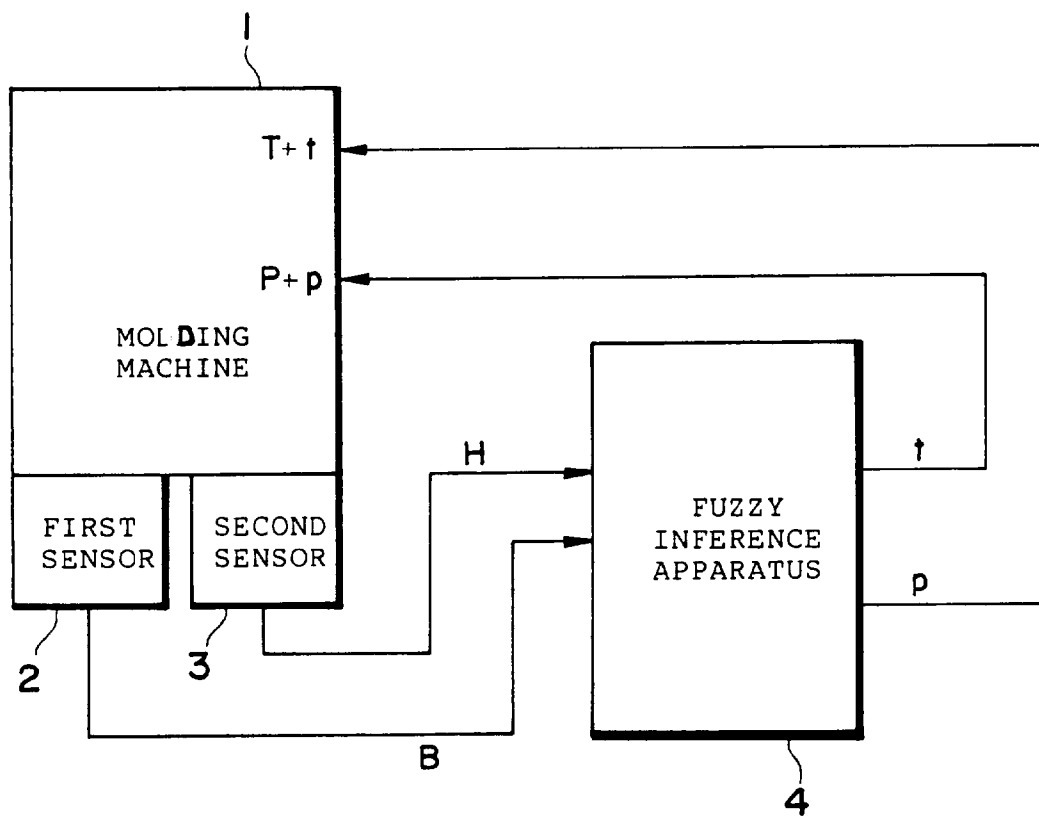 1
T+t
P+p
MOLDING
MACHINE
H
t
FIRST
SENSOR
SECOND
SENSOR
FUZZY
INFERENCE
APPARATUS
p
2
3
B
4